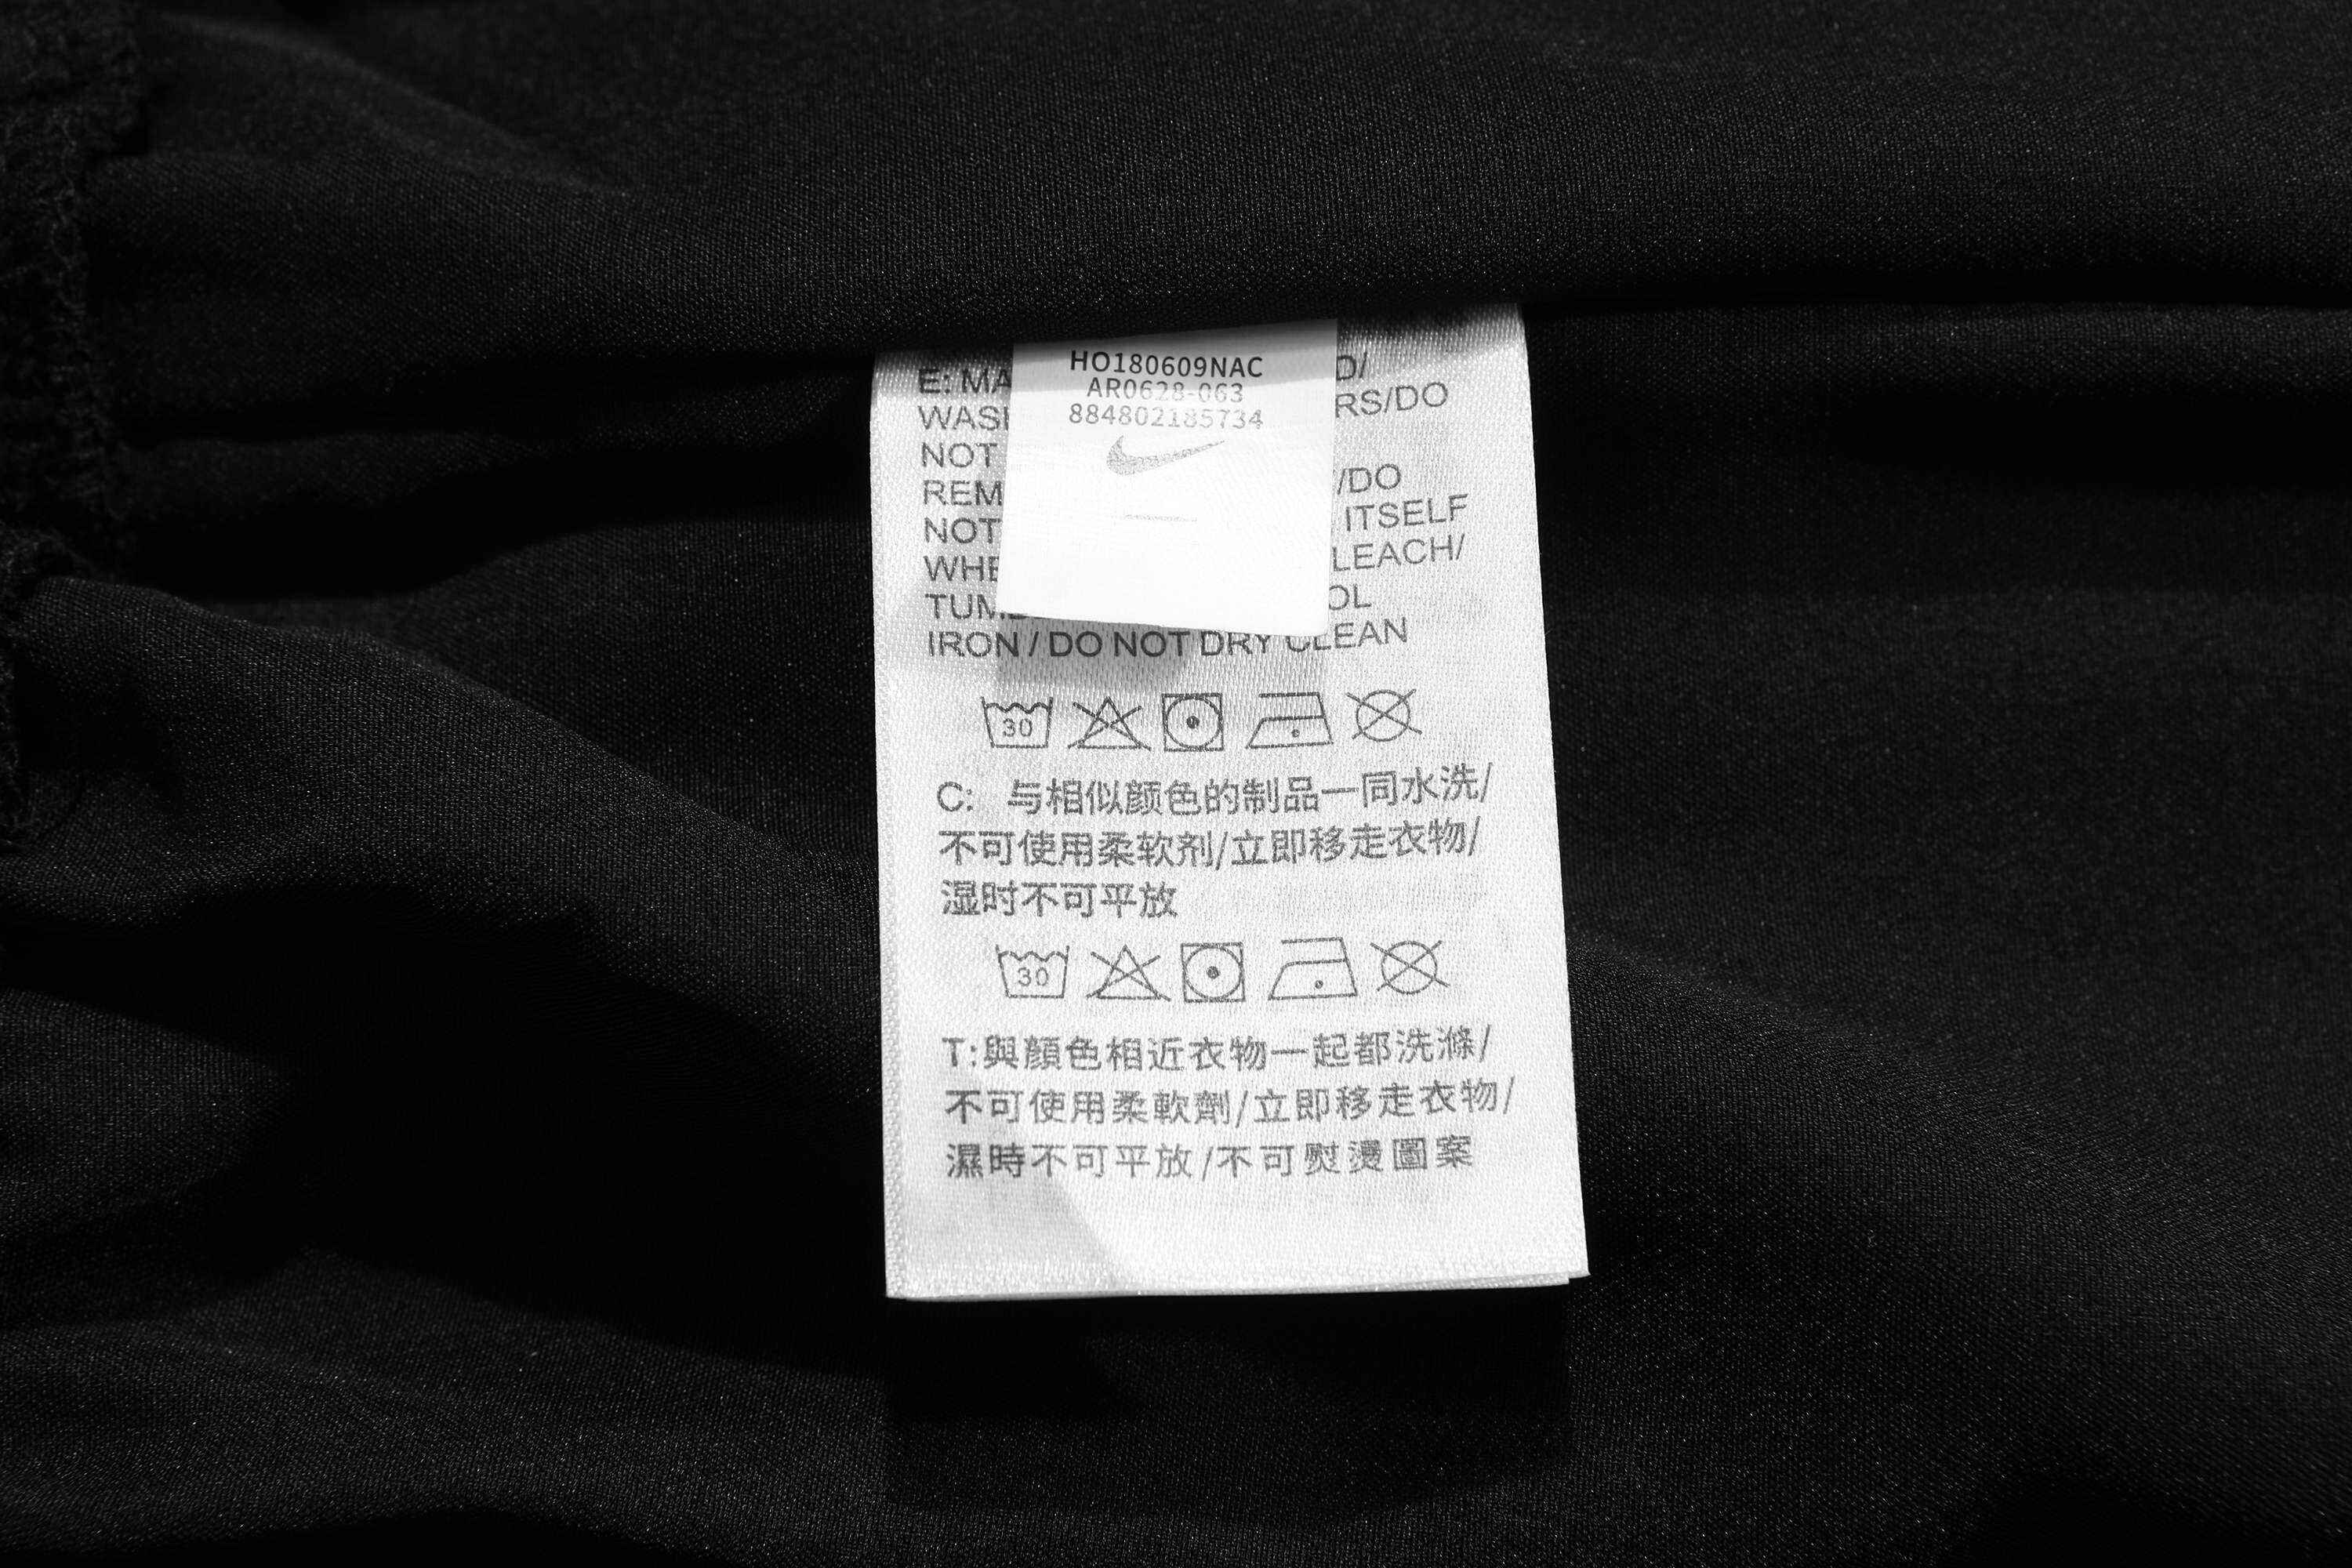 HO180609NAC
AR0628-063
884802185734
E: MA D/
WASH RS/DO
NOT
REM /DO
NOT ITSELF
WHE LEACH/
TUMB OL
IRON / DO NOT DRY CLEAN
30
C: 与相似颜色的制品一同水洗/
不可使用柔软剂/立即移走衣物/
湿时不可平放
30
T:與顏色相近衣物一起都洗滌/
不可使用柔軟劑/立即移走衣物/
濕時不可平放/不可熨燙圖案